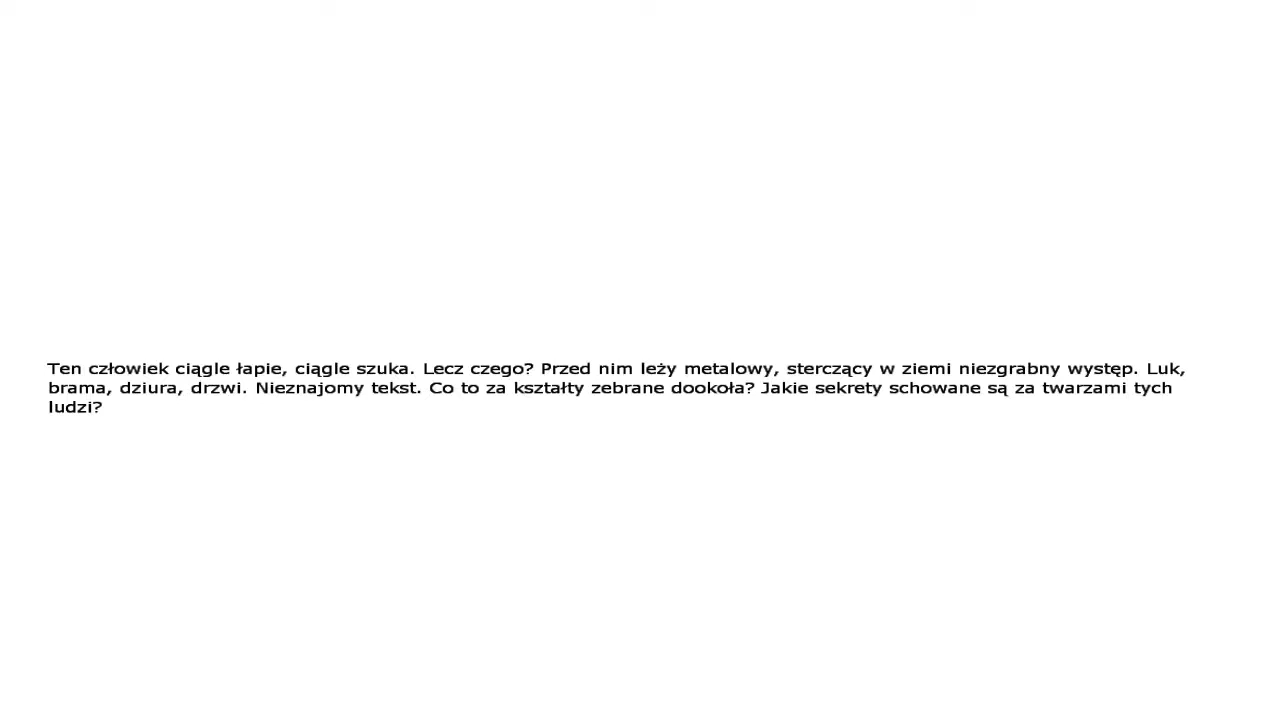 Ten człowiek ciągle łapie, ciągle szuka. Lecz czego? Przed nim leży metalowy, sterczący w ziemi niezgrabny występ. Luk,
brama, dziura, drzwi. Nieznajomy tekst. Co to za kształty zebrane dookoła? Jakie sekrety schowane są za twarzami tych
ludzi?